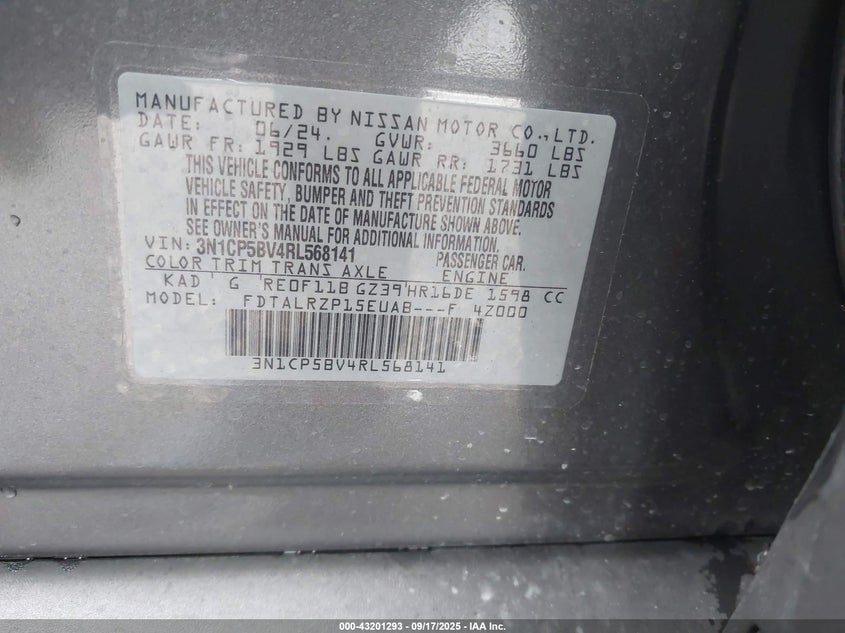 MANUFACTURED BY NISSAN MOTOR CO.,LTD.
DATE: 06/24. GVWR: 3660 LBS
GAWR FR: 1929 LBS GAWR RR: 1731 LBS
THIS VEHICLE CONFORMS TO ALL APPLICABLE FEDERAL MOTOR
VEHICLE SAFETY, BUMPER AND THEFT PREVENTION STANDARDS
IN EFFECT ON THE DATE OF MANUFACTURE SHOWN ABOVE.
SEE OWNER'S MANUAL FOR ADDITIONAL INFORMATION.
VIN: 3N1CP5BV4RL568141 PASSENGER CAR.
COLOR TRIM TRANS AXLE ENGINE
KAD G RE0F11B GZ39 HR16DE 1598 CC
MODEL: FDTALRZP15EUAB---F 4Z000
3N1CP5BV4RL568141
000-43201293 - 09/17/2025 - IAA Inc.